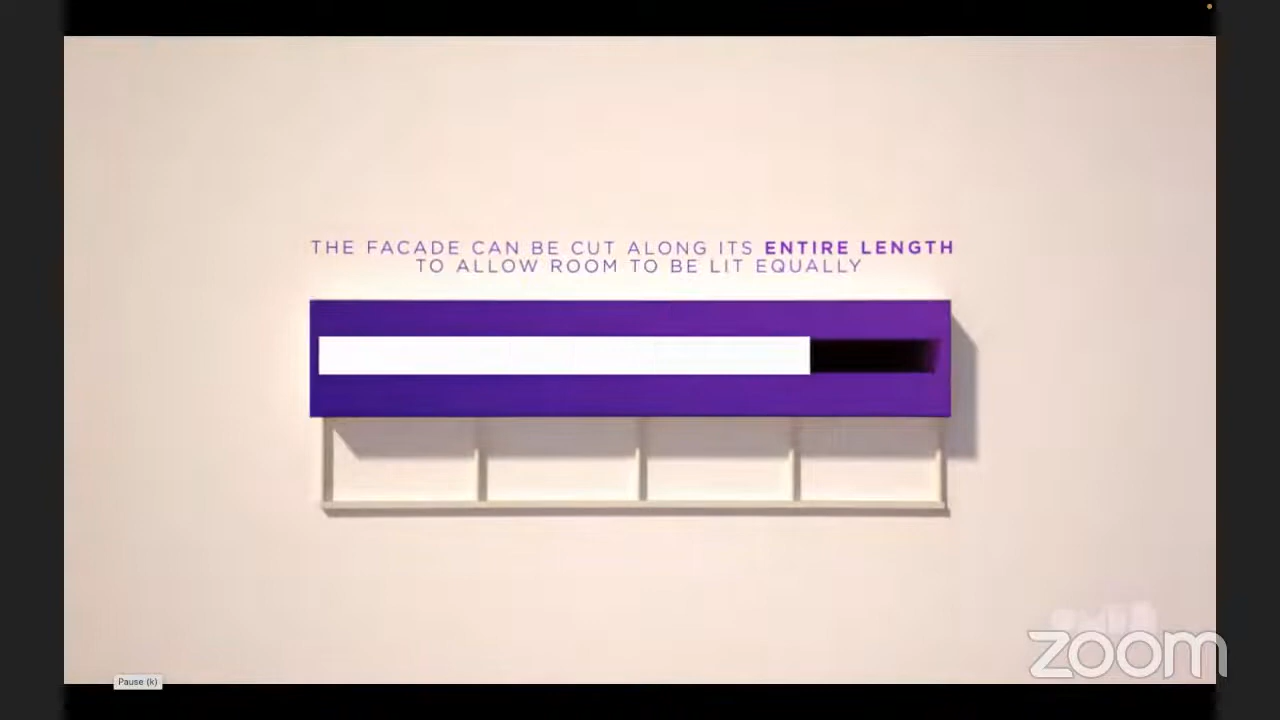 THE FACADE CAN BE CUT ALONG ITS ENTIRE LENGTH
TO ALLOW ROOM TO BE LIT EQUALLY
zoom
Pause (k)